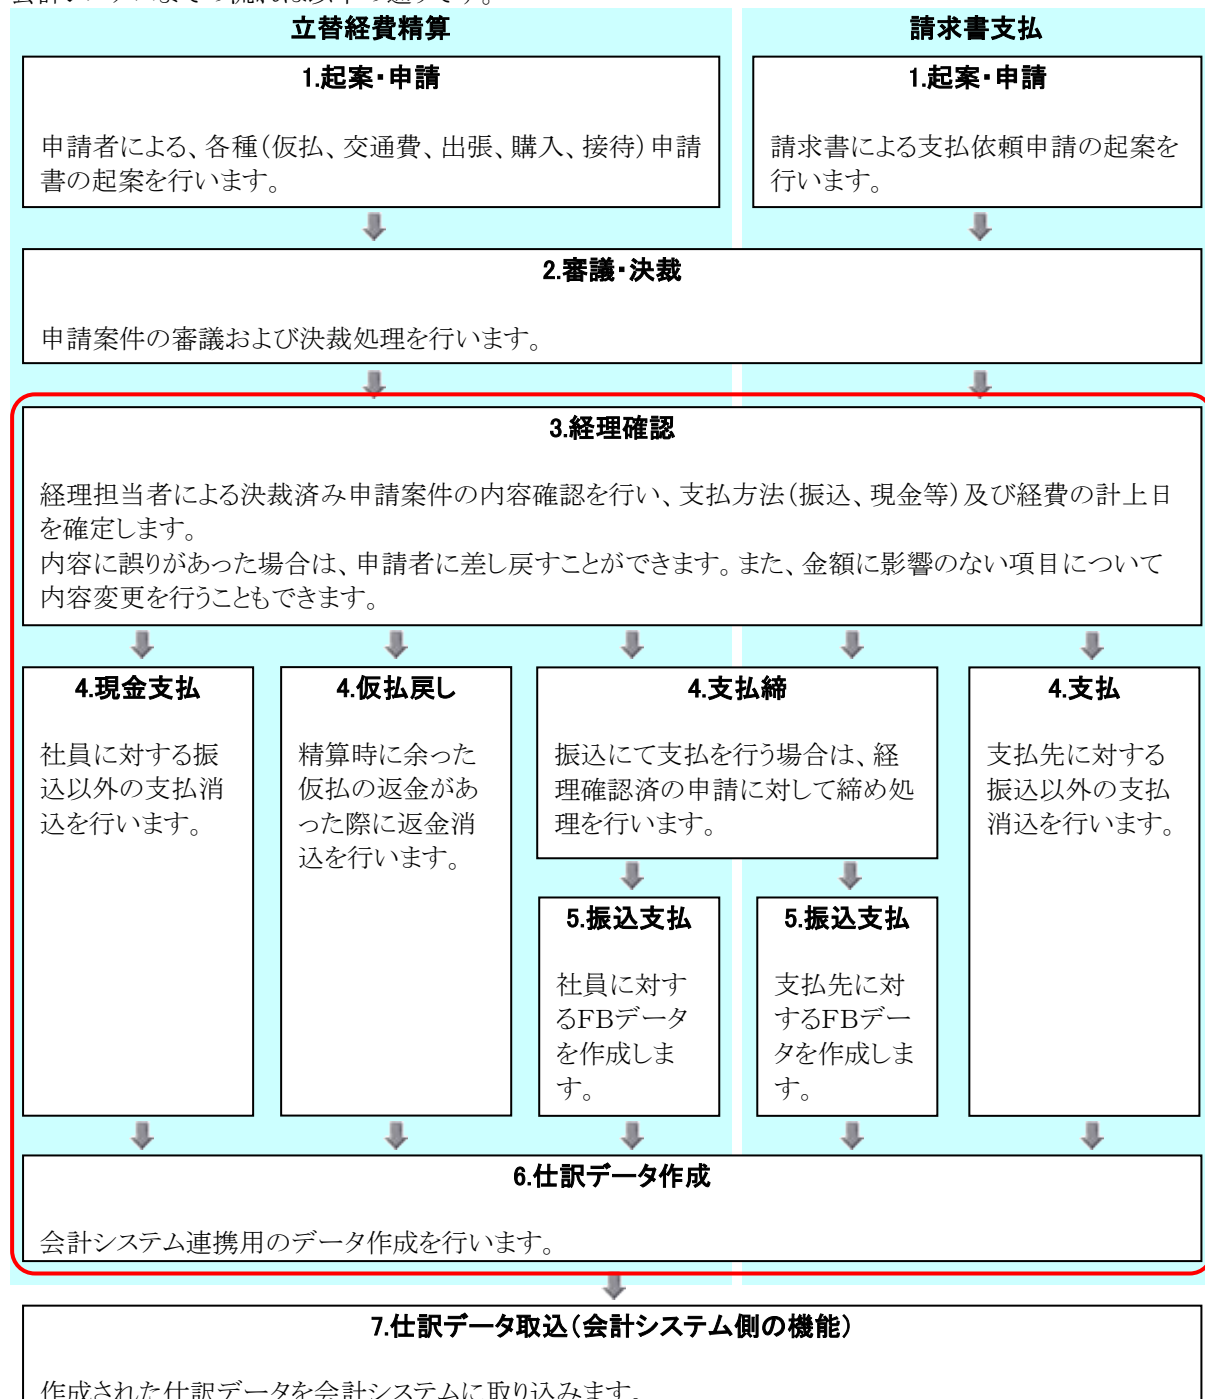 立替経費精算
請求書支払
1.起案・申請
申請者による、各種(仮払、交通費、出張、購入、接待)申請
書の起案を行います。
1.起案・申請
請求書による支払依頼申請の起案を
行います。
2.審議・決裁
申請案件の審議および決裁処理を行います。
3.経理確認
経理担当者による決裁済み申請案件の内容確認を行い、支払方法(振込、現金等)及び経費の計上日
を確定します。
内容に誤りがあった場合は、申請者に差し戻すことができます。また、金額に影響のない項目について
内容変更を行うこともできます。
4.現金支払
社員に対する振
込以外の支払消
込を行います。
4.仮払戻し
精算時に余った
仮払の返金があ
った際に返金消
込を行います。
4.支払締
振込にて支払を行う場合は、経
理確認済の申請に対して締め処
理を行います。
4.支払
支払先に対する
振込以外の支払
消込を行います。
5.振込支払
社員に対す
るFBデータ
を作成しま
す。
5.振込支払
支払先に対
するFBデー
タを作成しま
す。
6.仕訳データ作成
会計システム連携用のデータ作成を行います。
7.仕訳データ取込(会計システム側の機能)
作成された仕訳データを会計システムに取り込みます。